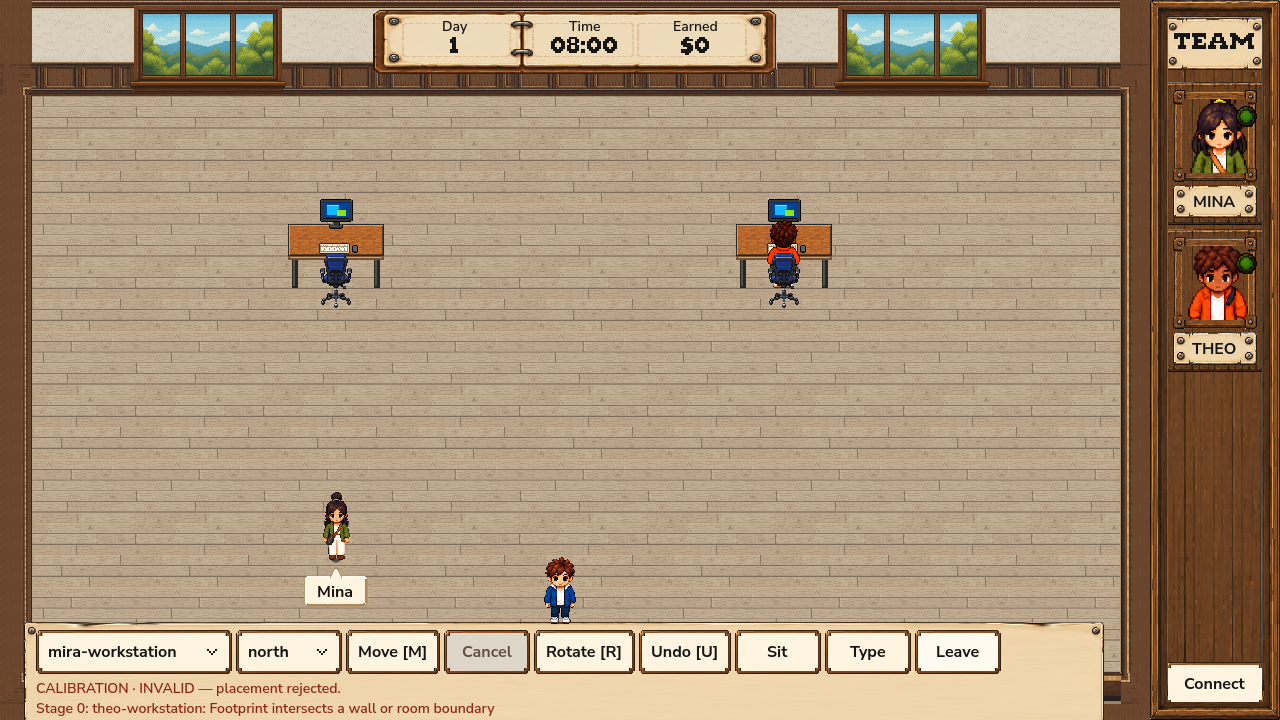 Day
1
Time
08:00
Earned
$0
TEAM
MINA
THEO
Mina
mira-workstation
north
Move [M]
Cancel
Rotate [R]
Undo [U]
Sit
Type
Leave
CALIBRATION · INVALID — placement rejected.
Stage 0: theo-workstation: Footprint intersects a wall or room boundary
Connect